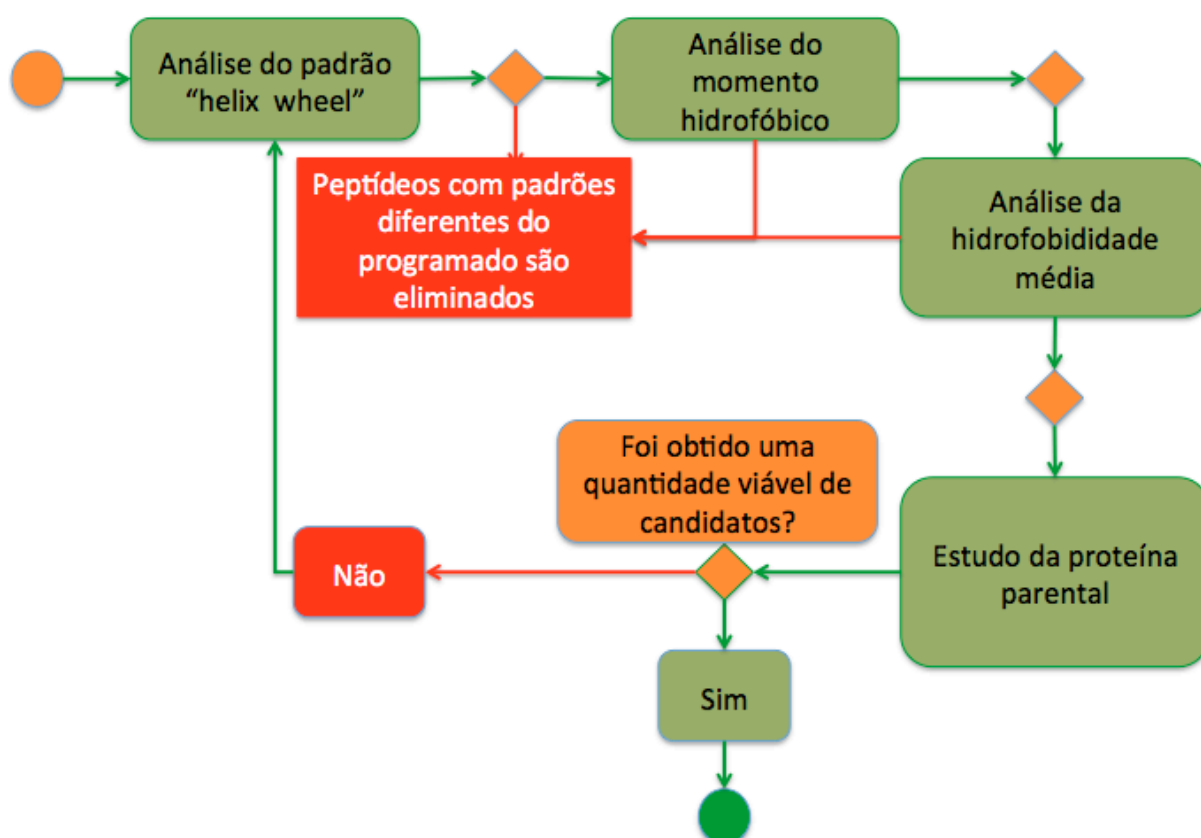 Análise do padrão
“helix  wheel”
Análise do
momento
hidrofóbico
Peptídeos com padrões
diferentes do
programado são
eliminados
Análise da
hidrofobididade
média
Foi obtido uma
quantidade viável de
candidatos?
Não
Estudo da proteína
parental
Sim